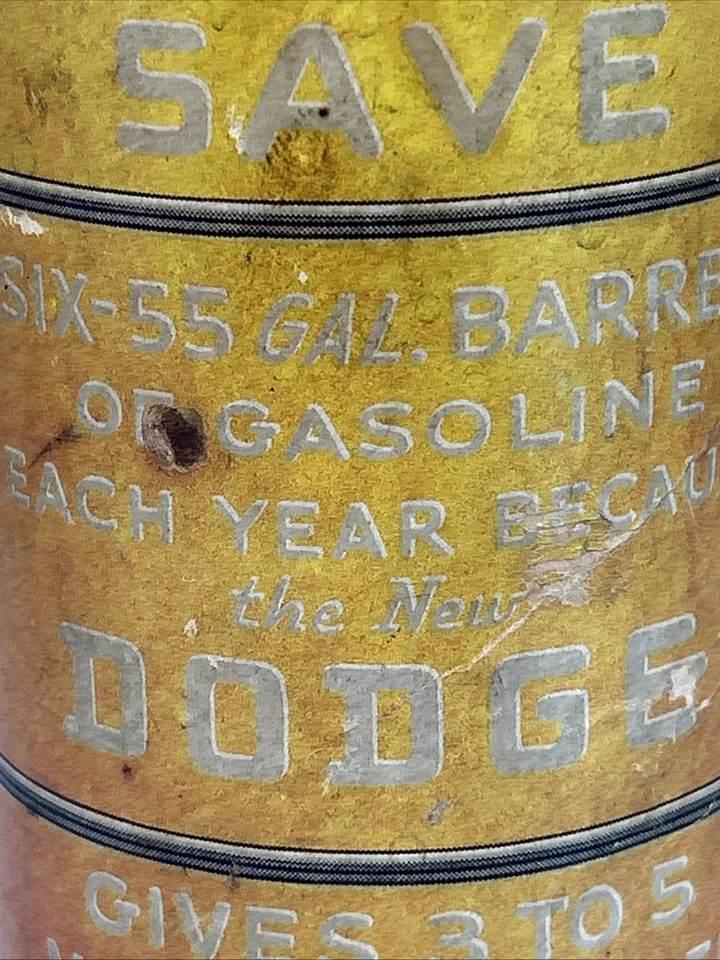 SAVE
SIX-55 GAL. BARRE
OF GASOLINE
EACH YEAR BECAU
the New
DODGE
GIVES 3 TO 5